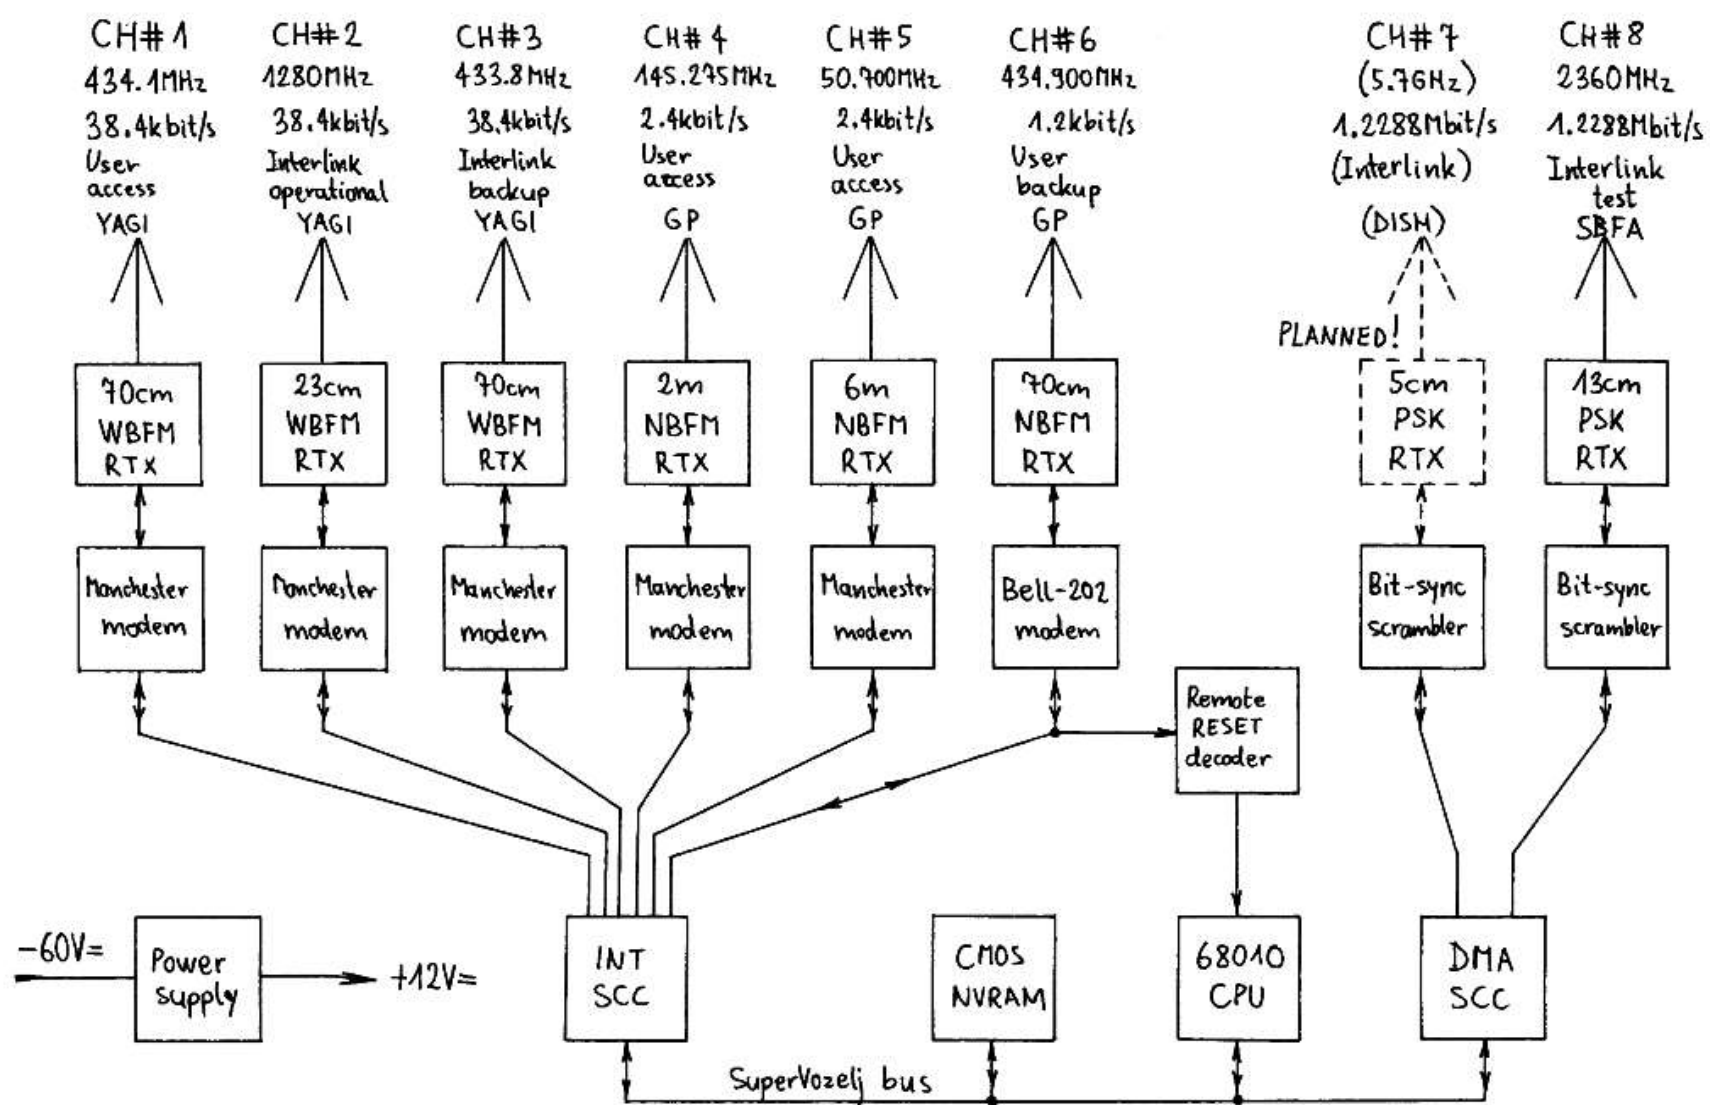 CH#1
434.1MHz
38.4kbit/s
User
access
YAGI
CH#2
1280MHz
38.4kbit/s
Interlink
operational
YAGI
CH#3
433.8MHz
38.4kbit/s
Interlink
backup
YAGI
CH#4
145.275MHz
2.4kbit/s
User
access
GP
CH#5
50.700MHz
2.4kbit/s
User
access
GP
CH#6
434.900MHz
1.2kbit/s
User
backup
GP
CH#7
(5.7GHz)
1.2288Mbit/s
(Interlink)
(DISH)
CH#8
2360MHz
1.2288Mbit/s
Interlink
test
SBFA
PLANNED!
70cm
WBFM
RTX
23cm
WBFM
RTX
70cm
WBFM
RTX
2m
NBFM
RTX
6m
NBFM
RTX
70cm
NBFM
RTX
5cm
PSK
RTX
13cm
PSK
RTX
Manchester
modem
Manchester
modem
Manchester
modem
Manchester
modem
Manchester
modem
Bell-202
modem
Bit-sync
scrambler
Bit-sync
scrambler
Remote
RESET
decoder
-60V=
Power
supply
+12V=
INT
SCC
CMOS
NVRAM
68010
CPU
DMA
SCC
SuperVozelj bus